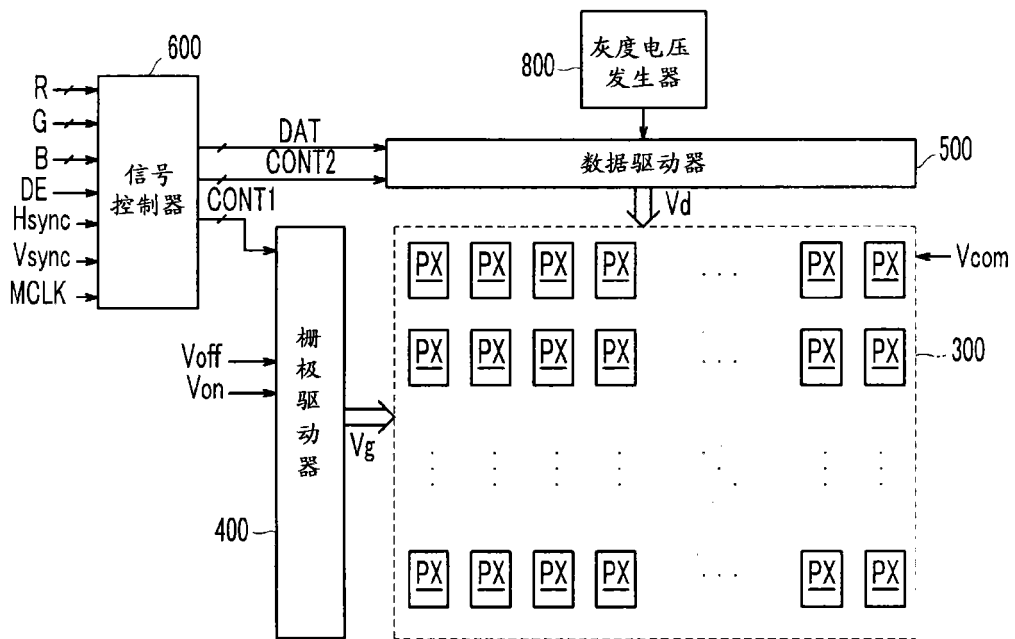 600
R
G
B
DE
Hsync
Vsync
MCLK
信号
控制器
DAT
CONT2
CONT1
800
灰度电压
发生器
数据驱动器
500
Vd
Vcom
300
Voff
Von
栅极驱动器
400
Vg
PX PX PX PX ... PX PX
PX PX PX PX ... PX PX
PX PX PX PX ... PX PX